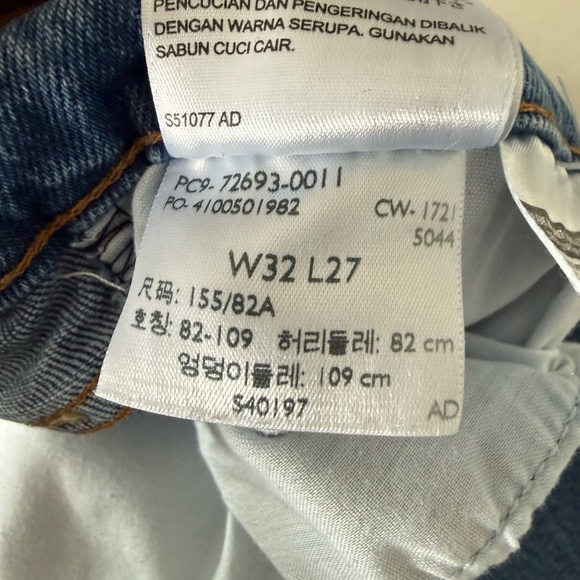 PENCUCIAN DAN PENGERINGAN DIBALIK
DENGAN WARNA SERUPA. GUNAKAN
SABUN CUCI CAIR.
S51077 AD
PC9- 72693-0011
PO- 4100501982
CW- 1721
5044
W32 L27
尺码: 155/82A
호칭: 82-109 허리둘레: 82 cm
엉덩이둘레: 109 cm
S40197
AD